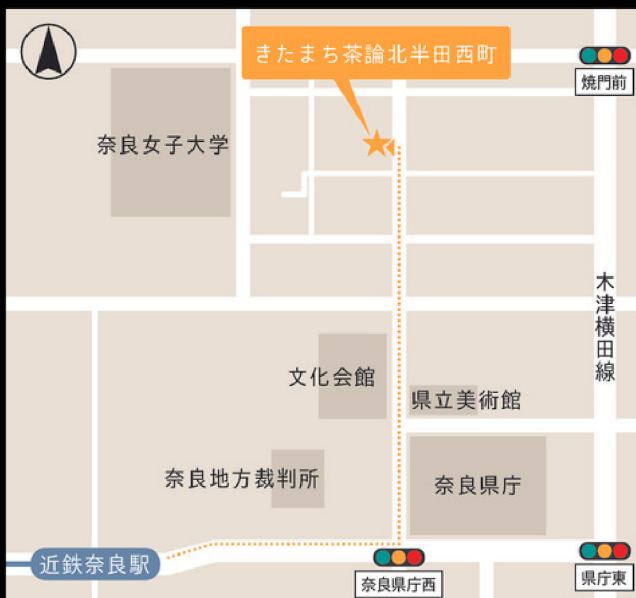 きたまち茶論北半田西町
焼門前
奈良女子大学
木津横田線
文化会館
県立美術館
奈良地方裁判所
奈良県庁
近鉄奈良駅
奈良県庁西
県庁東